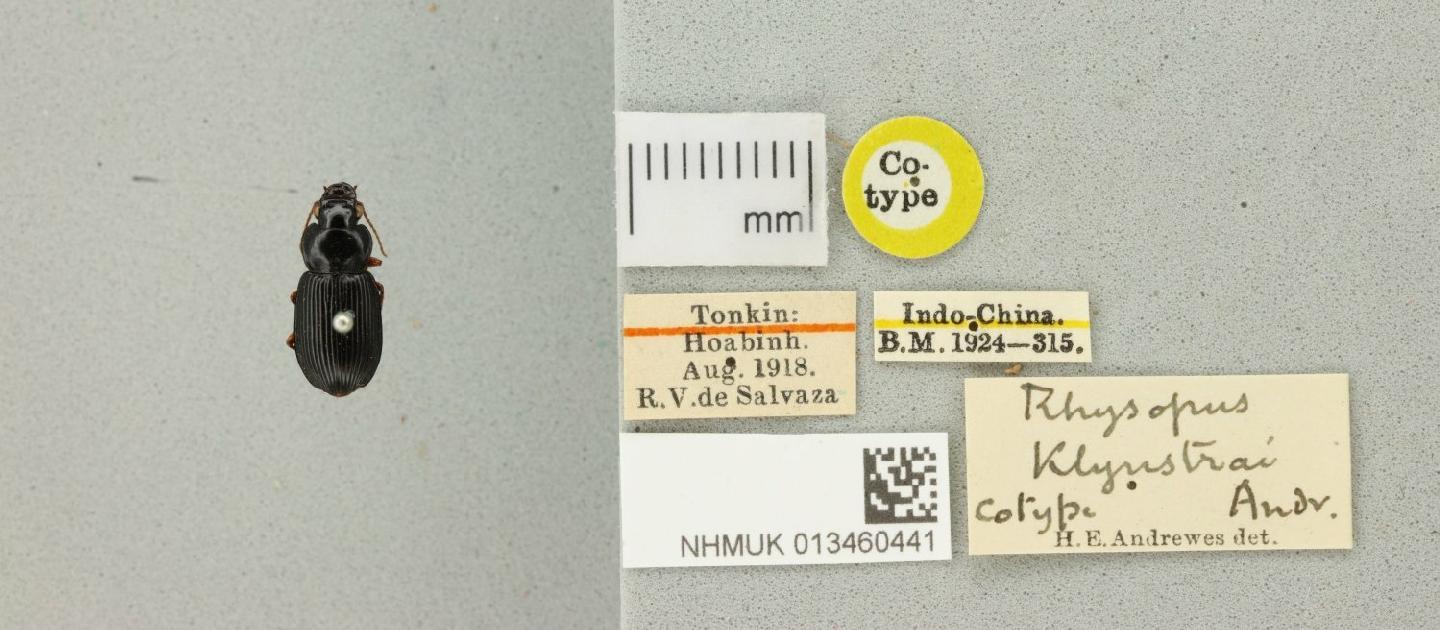 mm
Co-
type
Tonkin:
Hoabinh.
Aug. 1918.
R.V.de Salvaza
Indo-China.
B.M. 1924—315.
Rhysopus
Klynstrai
cotype Andr.
H.E.Andrewes det.
NHMUK 013460441